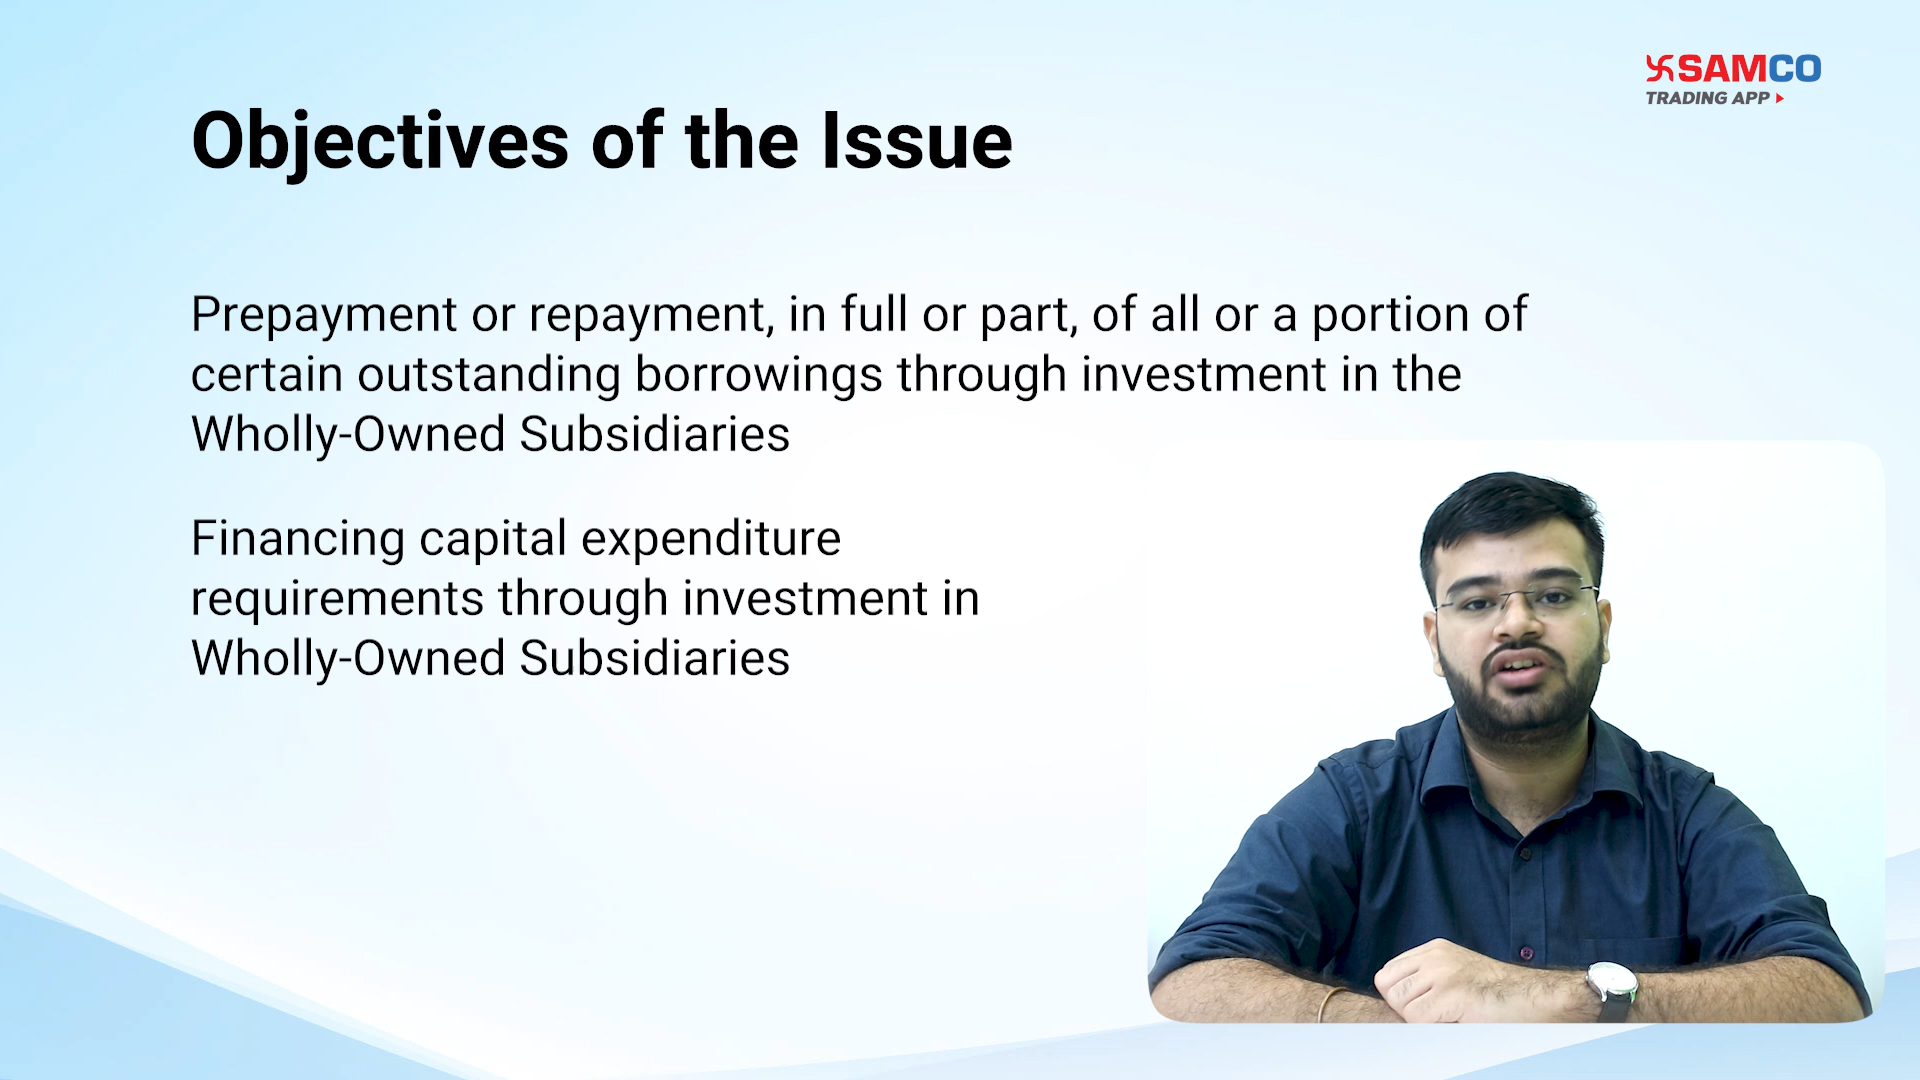 SAMCO
TRADING APP
Objectives of the Issue
Prepayment or repayment, in full or part, of all or a portion of
certain outstanding borrowings through investment in the
Wholly-Owned Subsidiaries
Financing capital expenditure
requirements through investment in
Wholly-Owned Subsidiaries